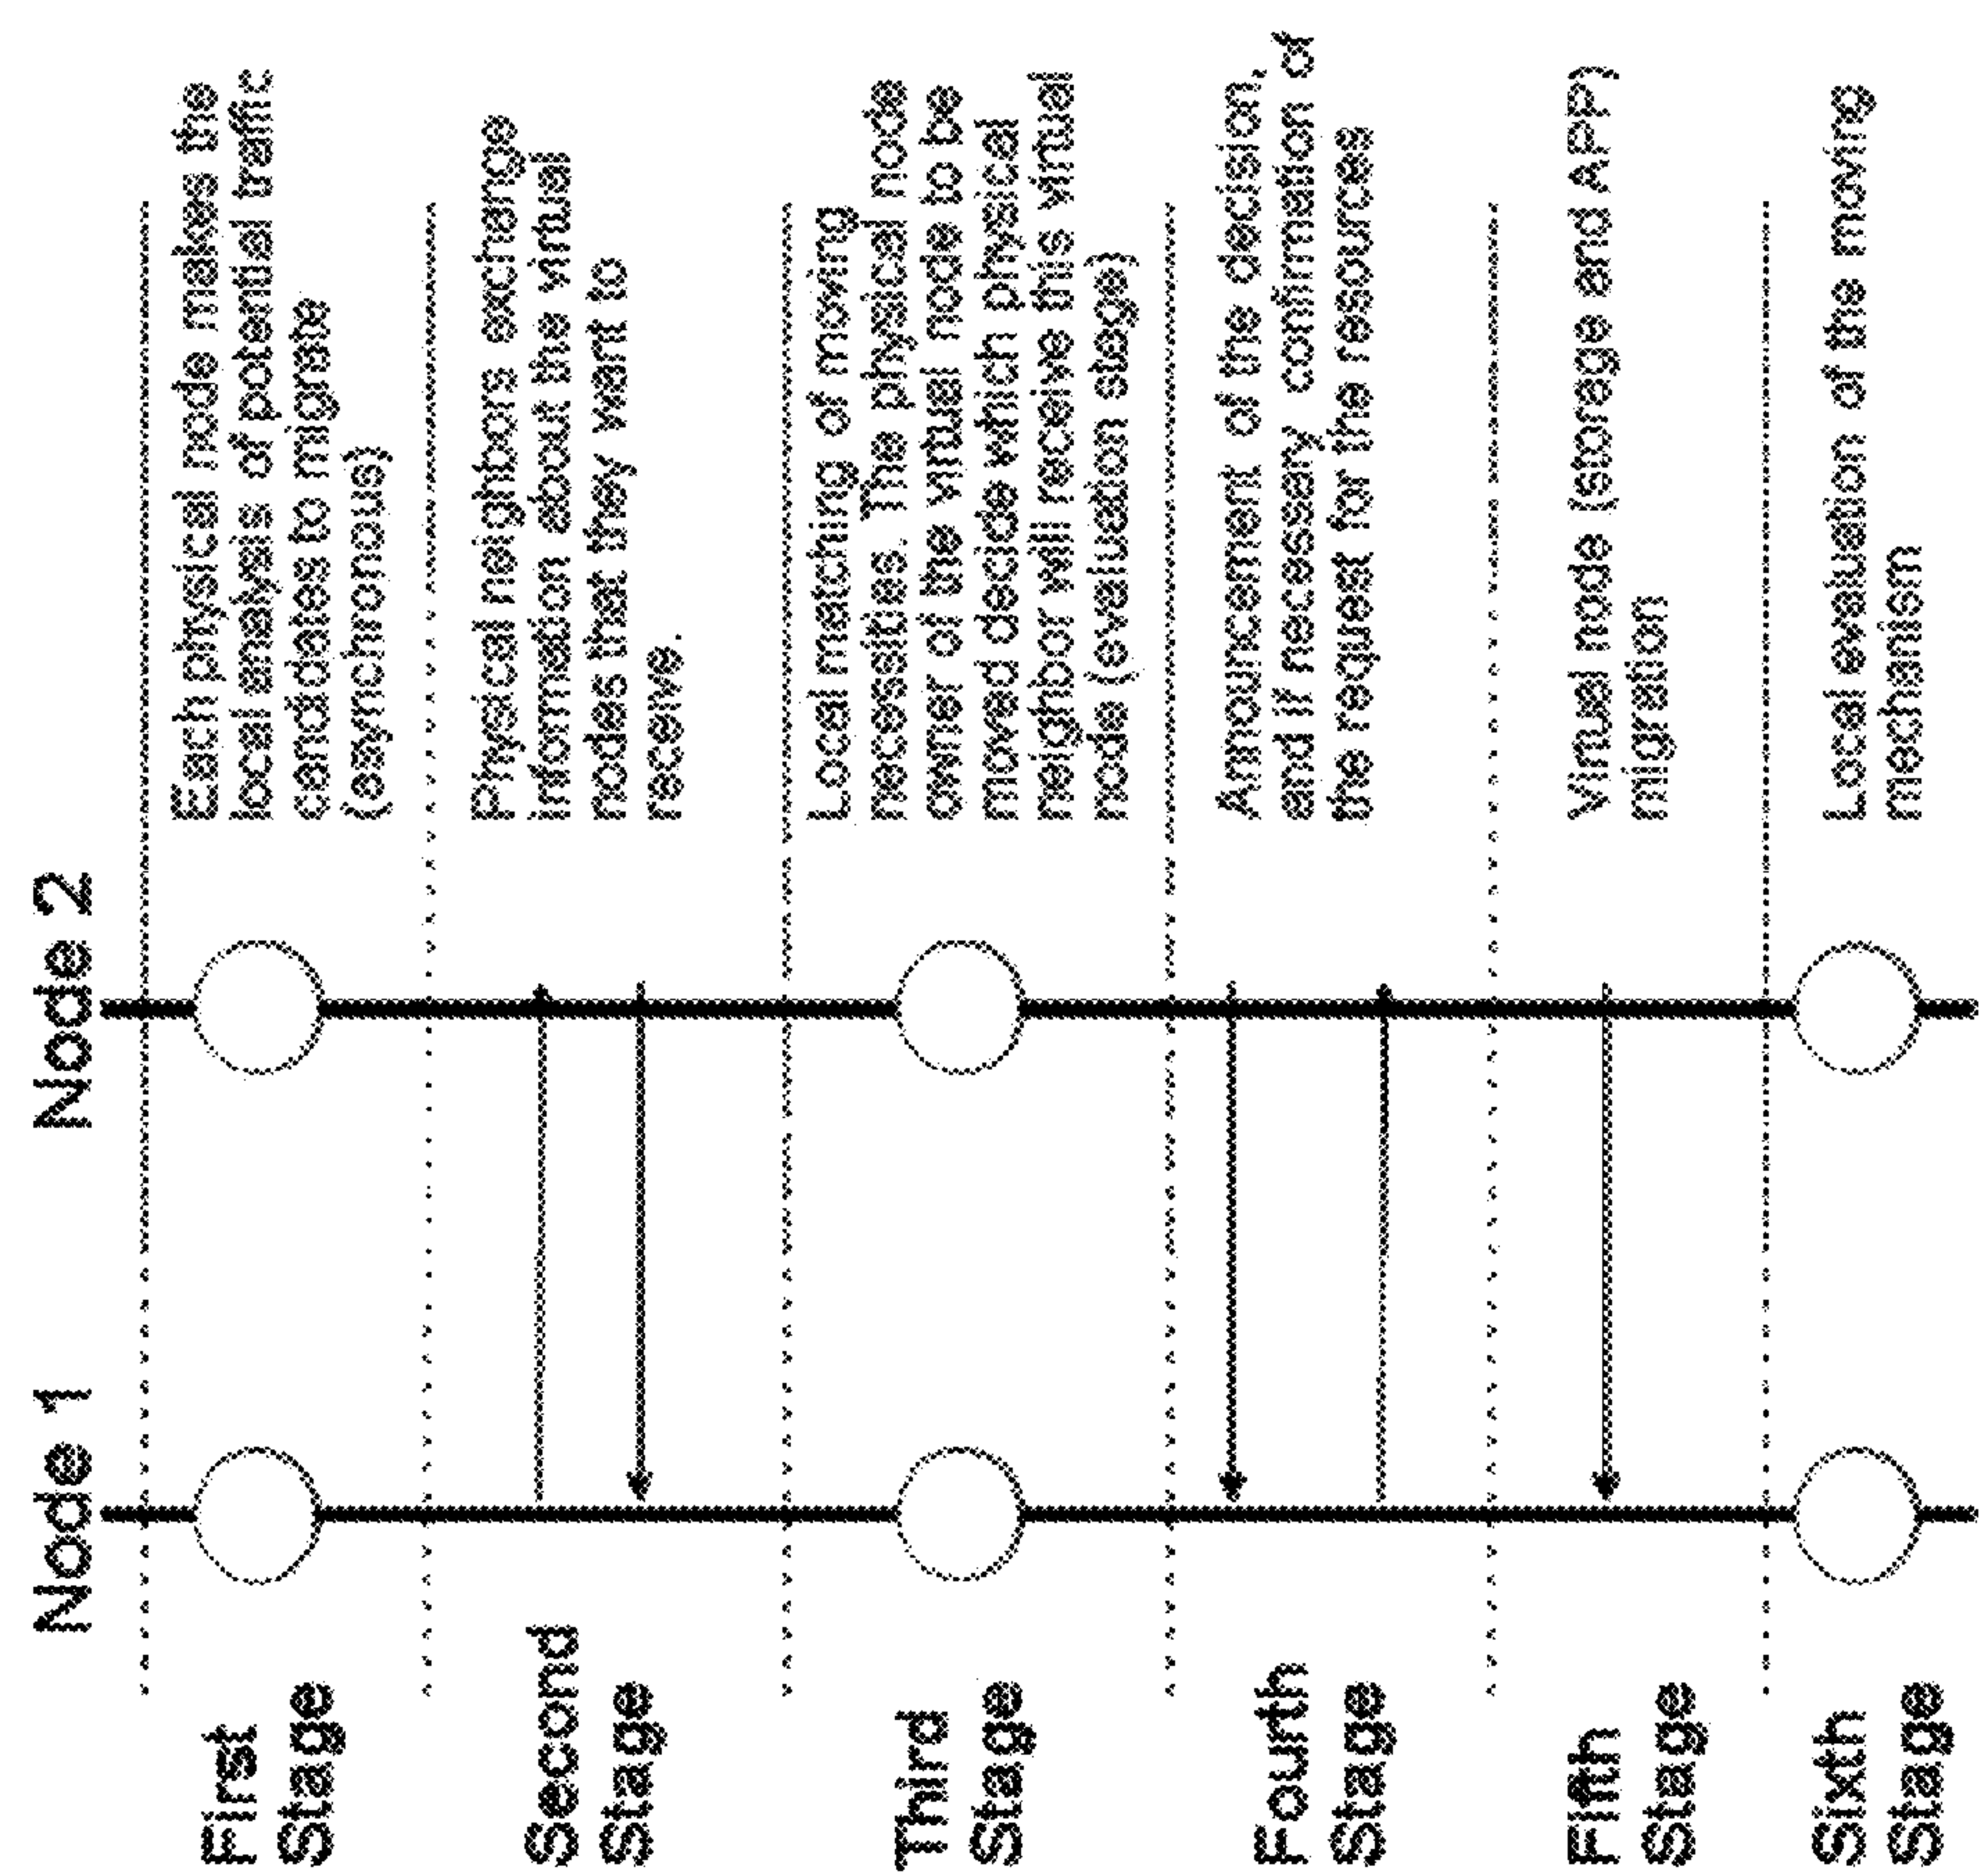 Node 1
Node 2
First
Stage
Each physical node makes the
local analysis of potential traffic
candidates to migrate
(asynchronous)
Second
Stage
Physical neighbors exchange
information about the virtual
nodes that they want to
receive.
Third
Stage
Local matching of moving
necessities. The physical node
owner of the virtual node to be
moved decide which physical
neighbor will receive this virtual
node (evaluation stage)
Fourth
Stage
Announcement of the decision,
and if necessary confirmation of
the request for the resources
Fifth
Stage
Virtual node (storage and APP)
migration
Sixth
Stage
Local evaluation of the moving
mechanism